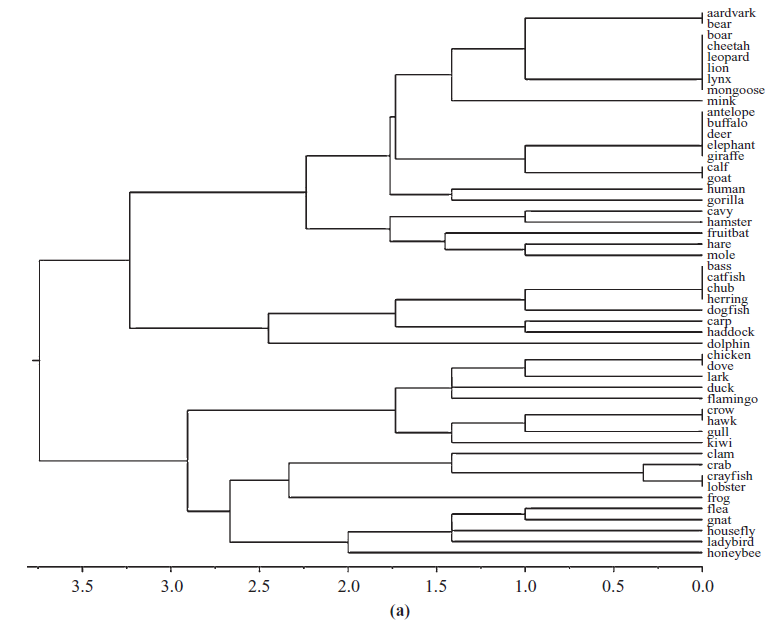 aardvark
bear
boar
cheetah
leopard
lion
lynx
mongoose
mink
antelope
buffalo
deer
elephant
giraffe
calf
goat
human
gorilla
cavy
hamster
fruitbat
hare
mole
bass
catfish
chub
herring
dogfish
carp
haddock
dolphin
chicken
dove
lark
duck
flamingo
crow
hawk
gull
kiwi
clam
crab
crayfish
lobster
frog
flea
gnat
housefly
ladybird
honeybee
3.5 3.0 2.5 2.0 1.5 1.0 0.5 0.0
(a)